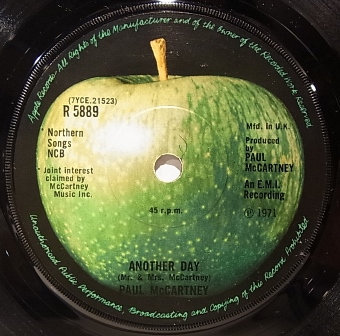 Apple Records - All Rights of the Manufacturer and of the Owner of the Recorded Work Reserved
(7YCE.21523)
R 5889
Northern
Songs
NCB
Joint interest
claimed by
McCartney
Music Inc.
Mfd. in U.K.
Produced
by
PAUL
McCARTNEY
An E.M.I.
Recording
℗ 1971
45 r.p.m.
ANOTHER DAY
(Mr. & Mrs. McCartney)
PAUL McCARTNEY
Unauthorised Public Performance, Broadcasting and Copying of this Record Prohibited